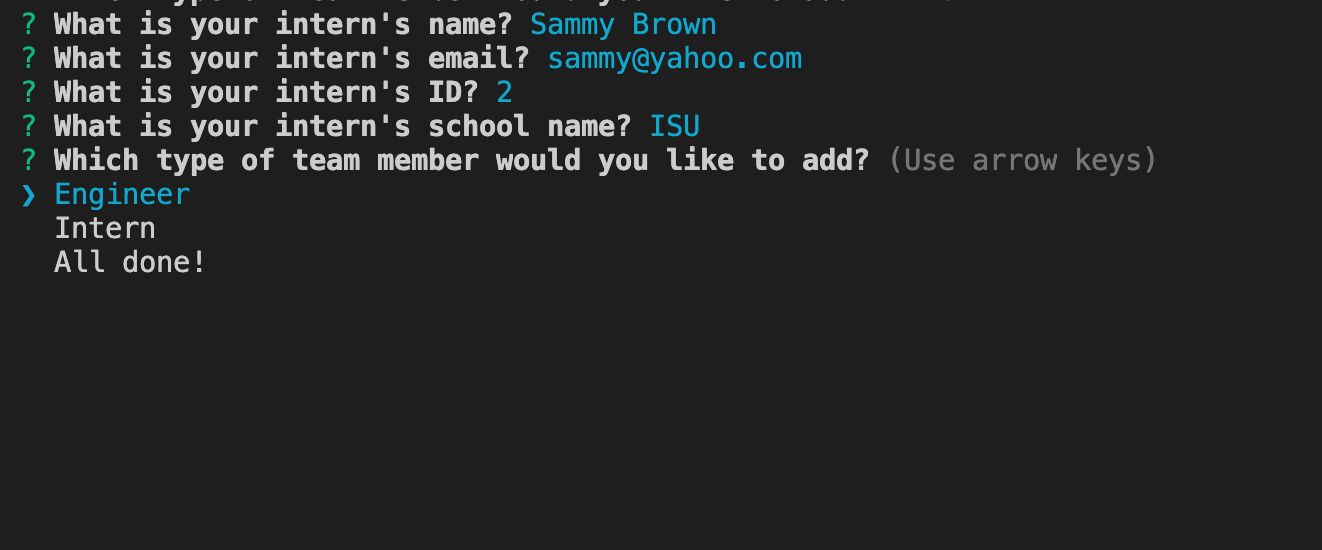 ? What is your intern's name? Sammy Brown
? What is your intern's email? sammy@yahoo.com
? What is your intern's ID? 2
? What is your intern's school name? ISU
? Which type of team member would you like to add? (Use arrow keys)
❯ Engineer
Intern
All done!